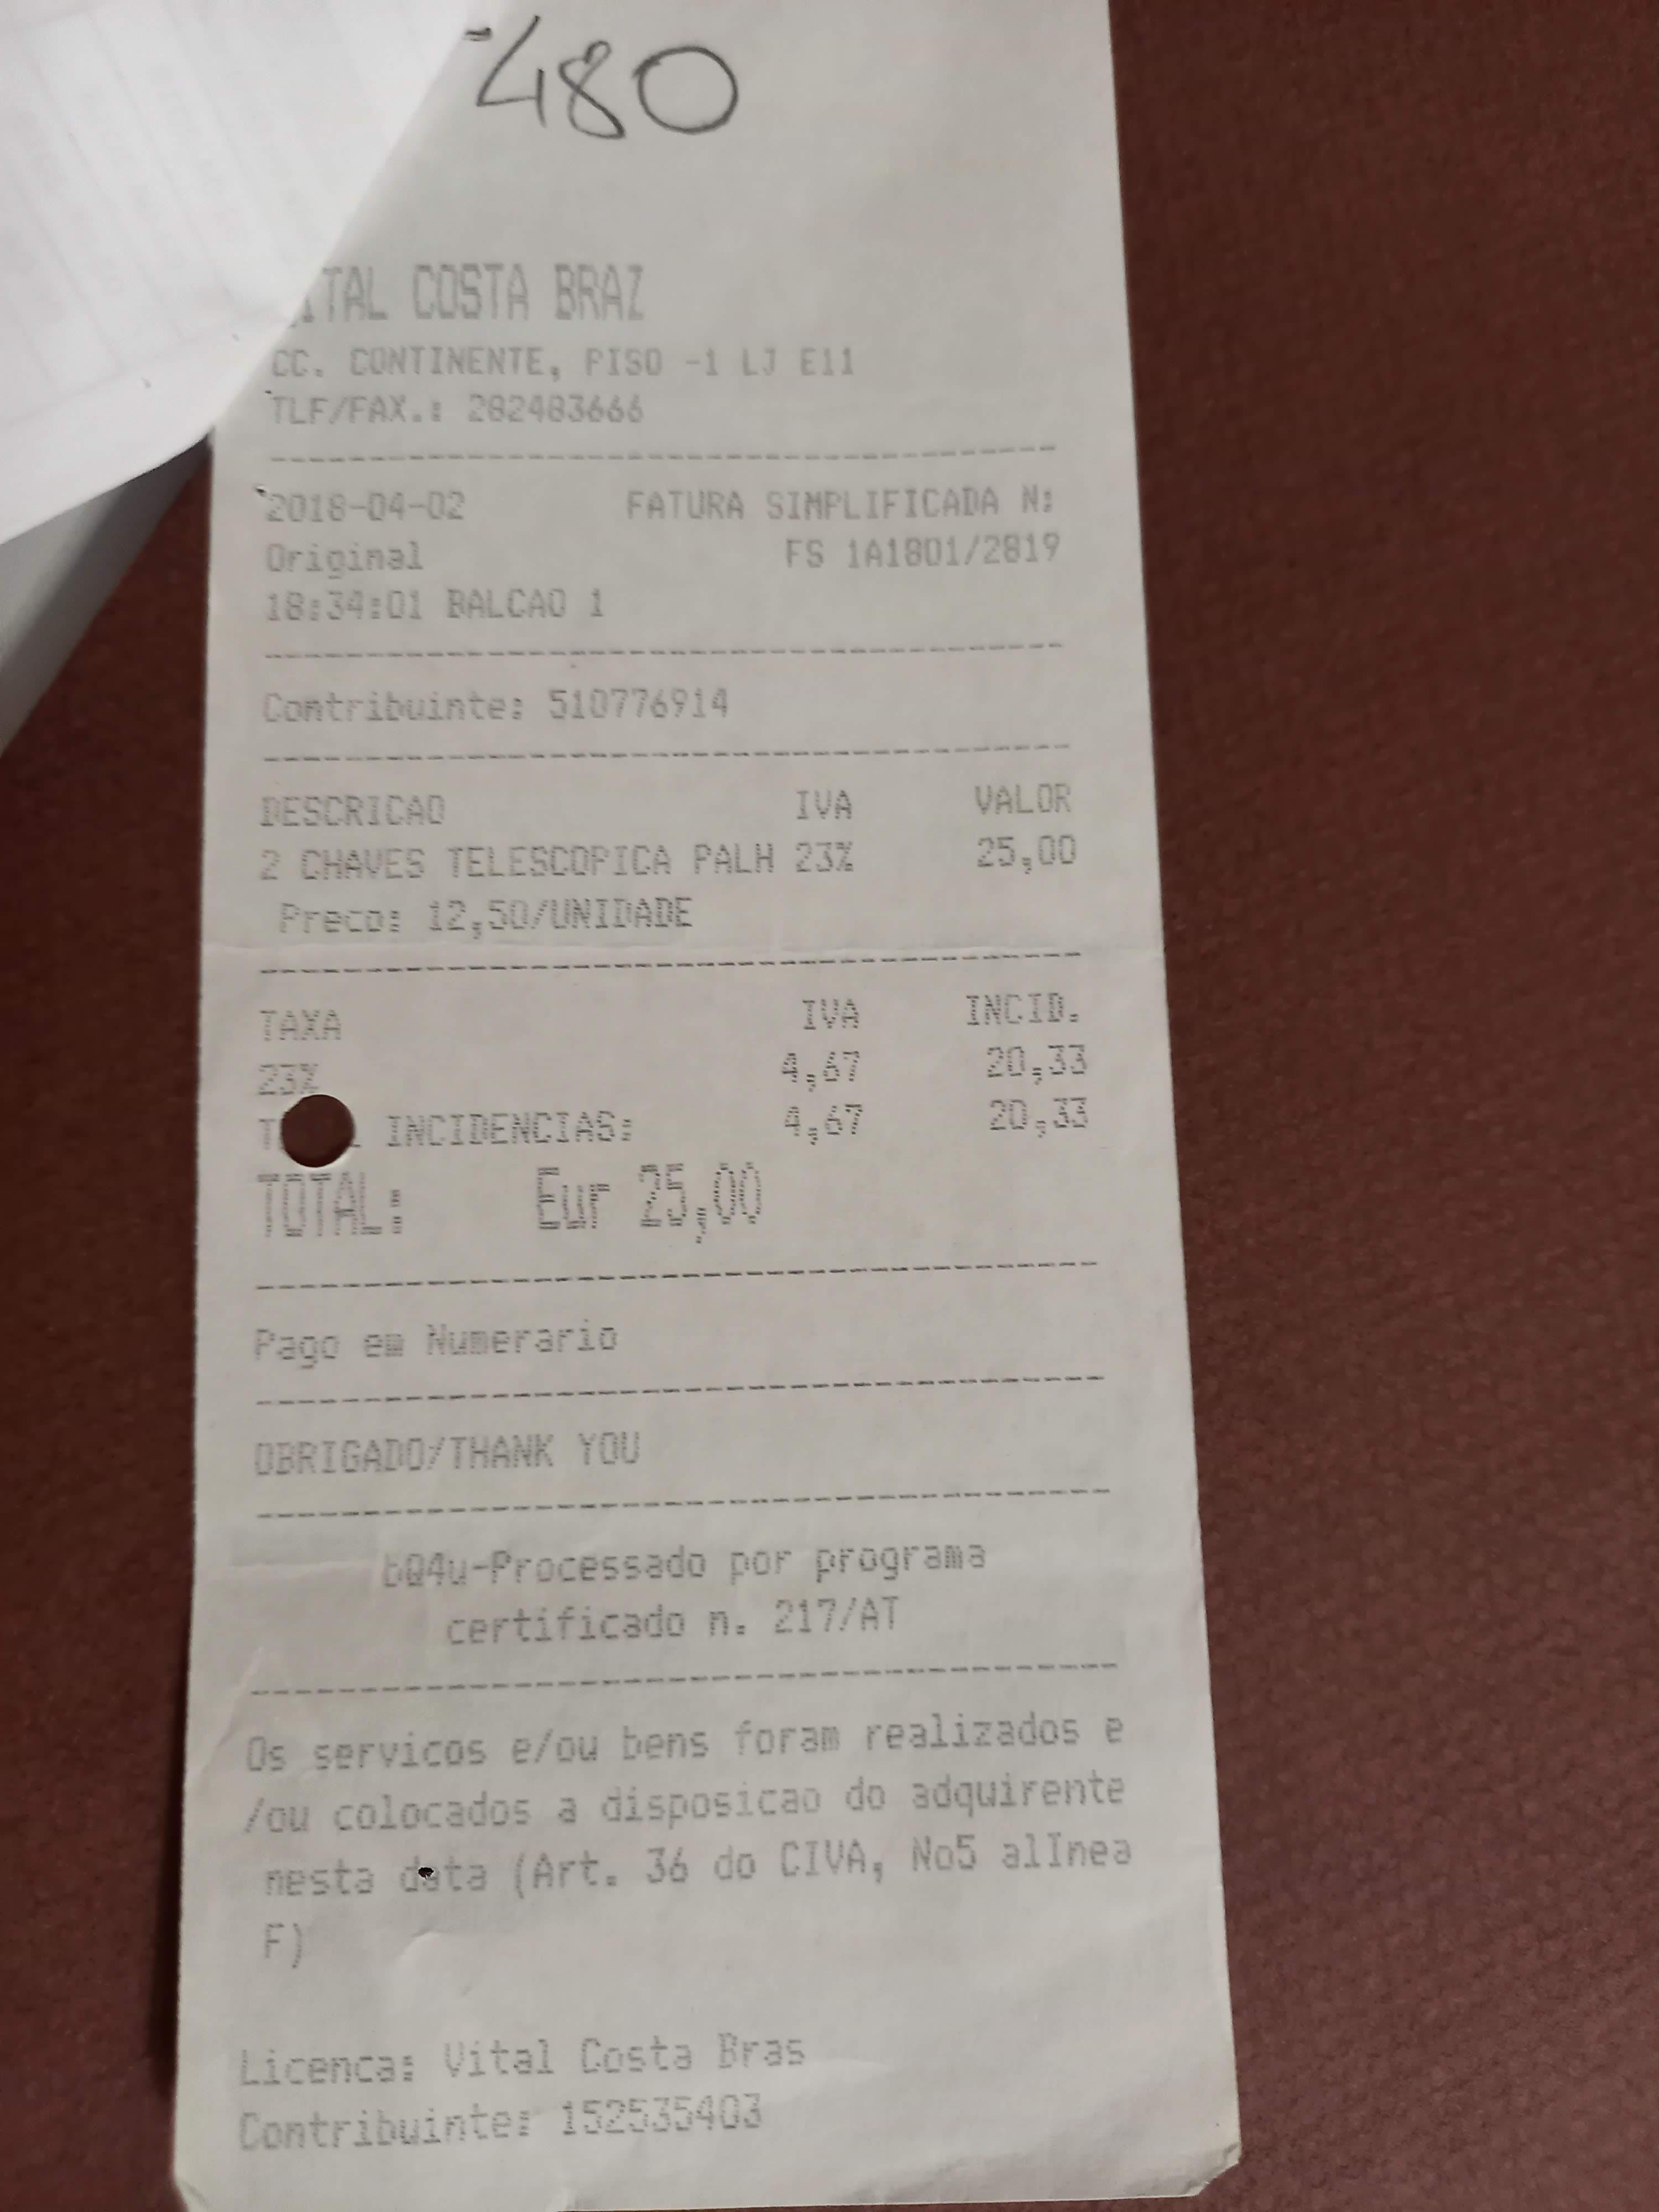 480
ITAL COSTA BRAZ
CC. CONTINENTE, PISO -1 LJ E11
TLF/FAX.: 282483666
2018-04-02 FATURA SIMPLIFICADA N:
Original FS 1A1801/2819
18:34:01 BALCAO 1
Contribuinte: 510776914
DESCRICAO IVA VALOR
2 CHAVES TELESCOPICA PALH 23% 25,00
Preco: 12,50/UNIDADE
TAXA IVA INCID.
23% 4,67 20,33
INCIDENCIAS: 4,67 20,33
TOTAL: Eur 25,00
Pago em Numerario
OBRIGADO/THANK YOU
6Q4u-Processado por programa
certificado n. 217/AT
Os servicos e/ou bens foram realizados e
/ou colocados a disposicao do adquirente
nesta data (Art. 36 do CIVA, No5 alInea
F)
Licenca: Vital Costa Bras
Contribuinte: 152535403